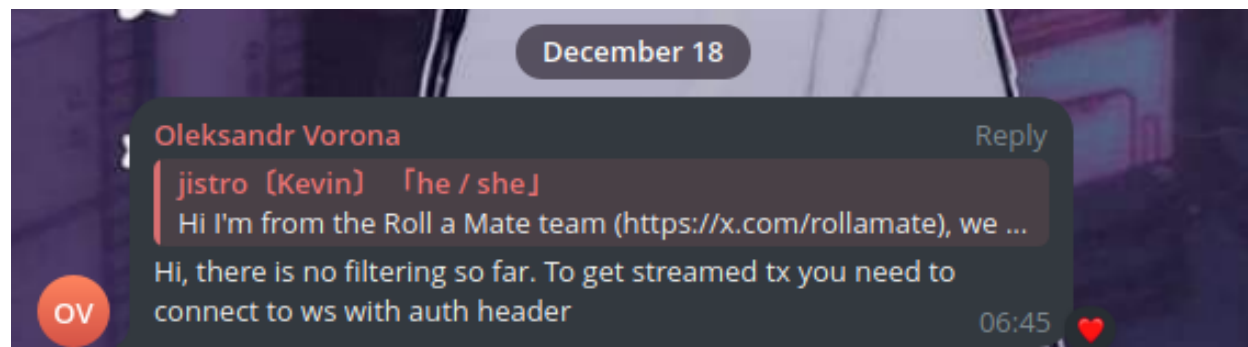 December 18
Oleksandr Vorona
Reply
jistro〔Kevin〕 「he / she」
Hi I'm from the Roll a Mate team (https://x.com/rollamate), we ...
Hi, there is no filtering so far. To get streamed tx you need to
connect to ws with auth header
OV
06:45